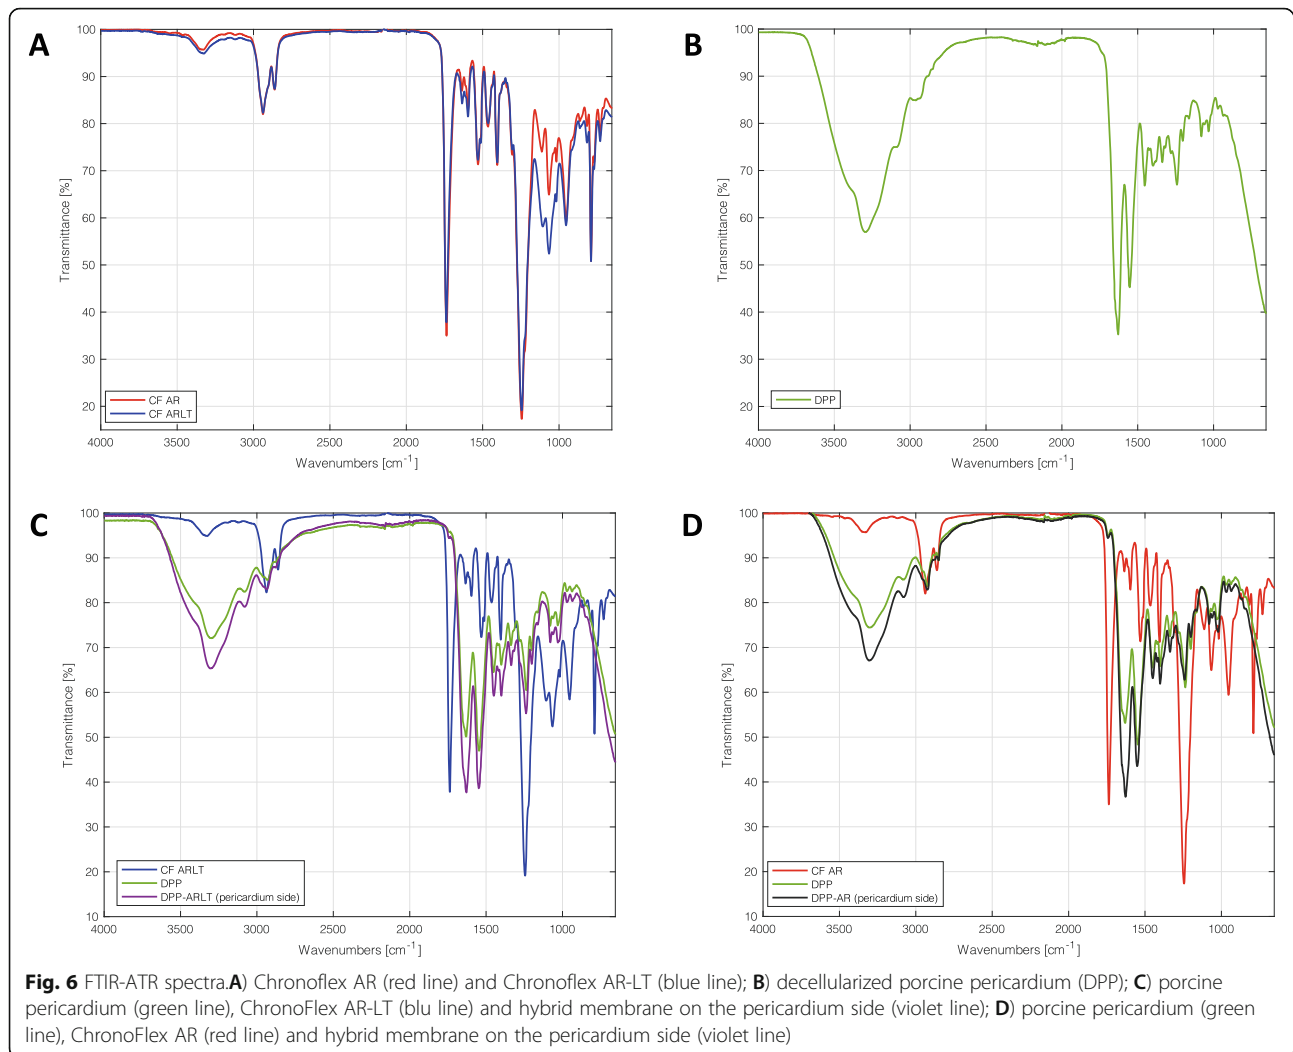 A
100
90
80
70
60
50
40
30
20
Transmittance [%]
CF AR
CF ARLT
4000 3500 3000 2500 2000 1500 1000
Wavenumbers [cm-1]
B
100
90
80
70
60
50
40
30
20
Transmittance [%]
DPP
4000 3500 3000 2500 2000 1500 1000
Wavenumbers [cm-1]
C
100
90
80
70
60
50
40
30
20
10
Transmittance [%]
CF ARLT
DPP
DPP-ARLT (pericardium side)
4000 3500 3000 2500 2000 1500 1000
Wavenumbers [cm-1]
D
100
90
80
70
60
50
40
30
20
10
Transmittance [%]
CF AR
DPP
DPP-AR (pericardium side)
4000 3500 3000 2500 2000 1500 1000
Wavenumbers [cm-1]
Fig. 6 FTIR-ATR spectra.A) Chronoflex AR (red line) and Chronoflex AR-LT (blue line); B) decellularized porcine pericardium (DPP); C) porcine
pericardium (green line), ChronoFlex AR-LT (blu line) and hybrid membrane on the pericardium side (violet line); D) porcine pericardium (green
line), ChronoFlex AR (red line) and hybrid membrane on the pericardium side (violet line)